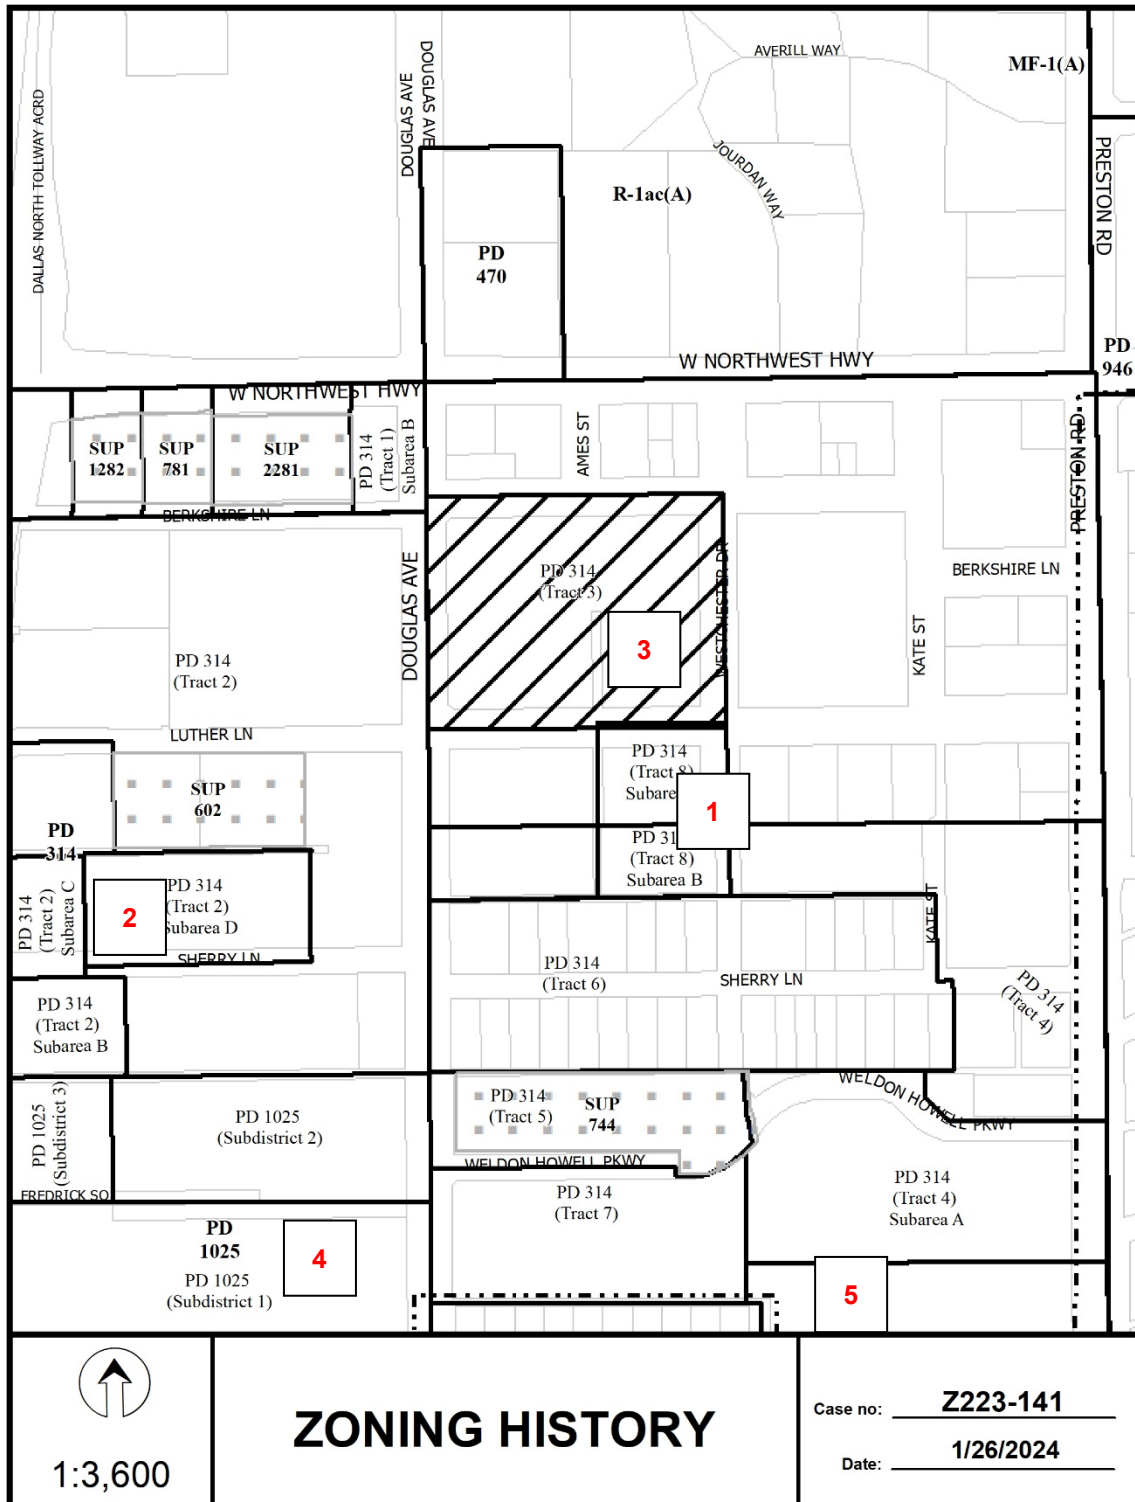 AVERILL WAY
MF-1(A)
DOUGLAS AVE
DOUGLAS AVE
DALLAS NORTH TOLLWAY ACRD
JOURDAN WAY
PRESTON RD
R-1ac(A)
PD
470
W NORTHWEST HWY
PD
946
W NORTHWEST HWY
AMES ST
PRESTON RD
SUP
1282
SUP
781
SUP
2281
PD 314
(Tract 1)
Subarea B
BERKSHIRE LN
DOUGLAS AVE
PD 314
(Tract 3)
WESTCHESTER DR
BERKSHIRE LN
KATE ST
3
PD 314
(Tract 2)
LUTHER LN
PD 314
(Tract 8)
Subare
1
SUP
602
PD
314
PD 31
(Tract 8)
Subarea B
PD 314
(Tract 2)
Subarea C
2
PD 314
(Tract 2)
Subarea D
KATE ST
SHERRY LN
PD 314
(Tract 6)
SHERRY LN
PD 314
(Tract 4)
PD 314
(Tract 2)
Subarea B
PD 1025
(Subdistrict 3)
PD 1025
(Subdistrict 2)
PD 314
(Tract 5)
SUP
744
WELDON HOWELL PKWY
WELDON HOWELL PKWY
FREDRICK SQ
PD 314
(Tract 7)
PD 314
(Tract 4)
Subarea A
PD
1025
4
PD 1025
(Subdistrict 1)
5
1:3,600
ZONING HISTORY
Case no: Z223-141
Date: 1/26/2024